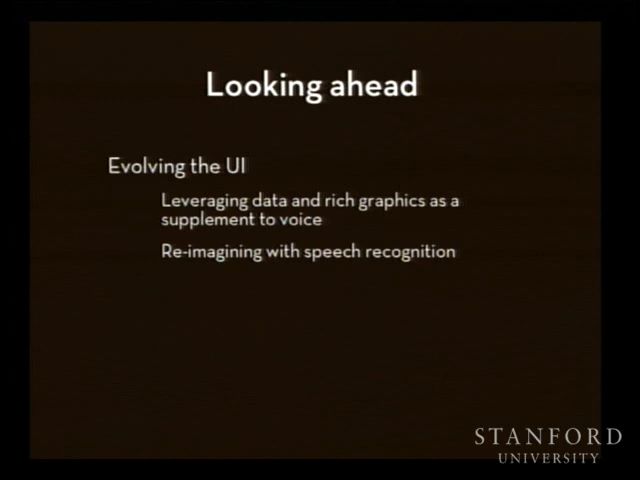 Looking ahead
Evolving the UI
Leveraging data and rich graphics as a
supplement to voice
Re-imagining with speech recognition
STANFORD
UNIVERSITY